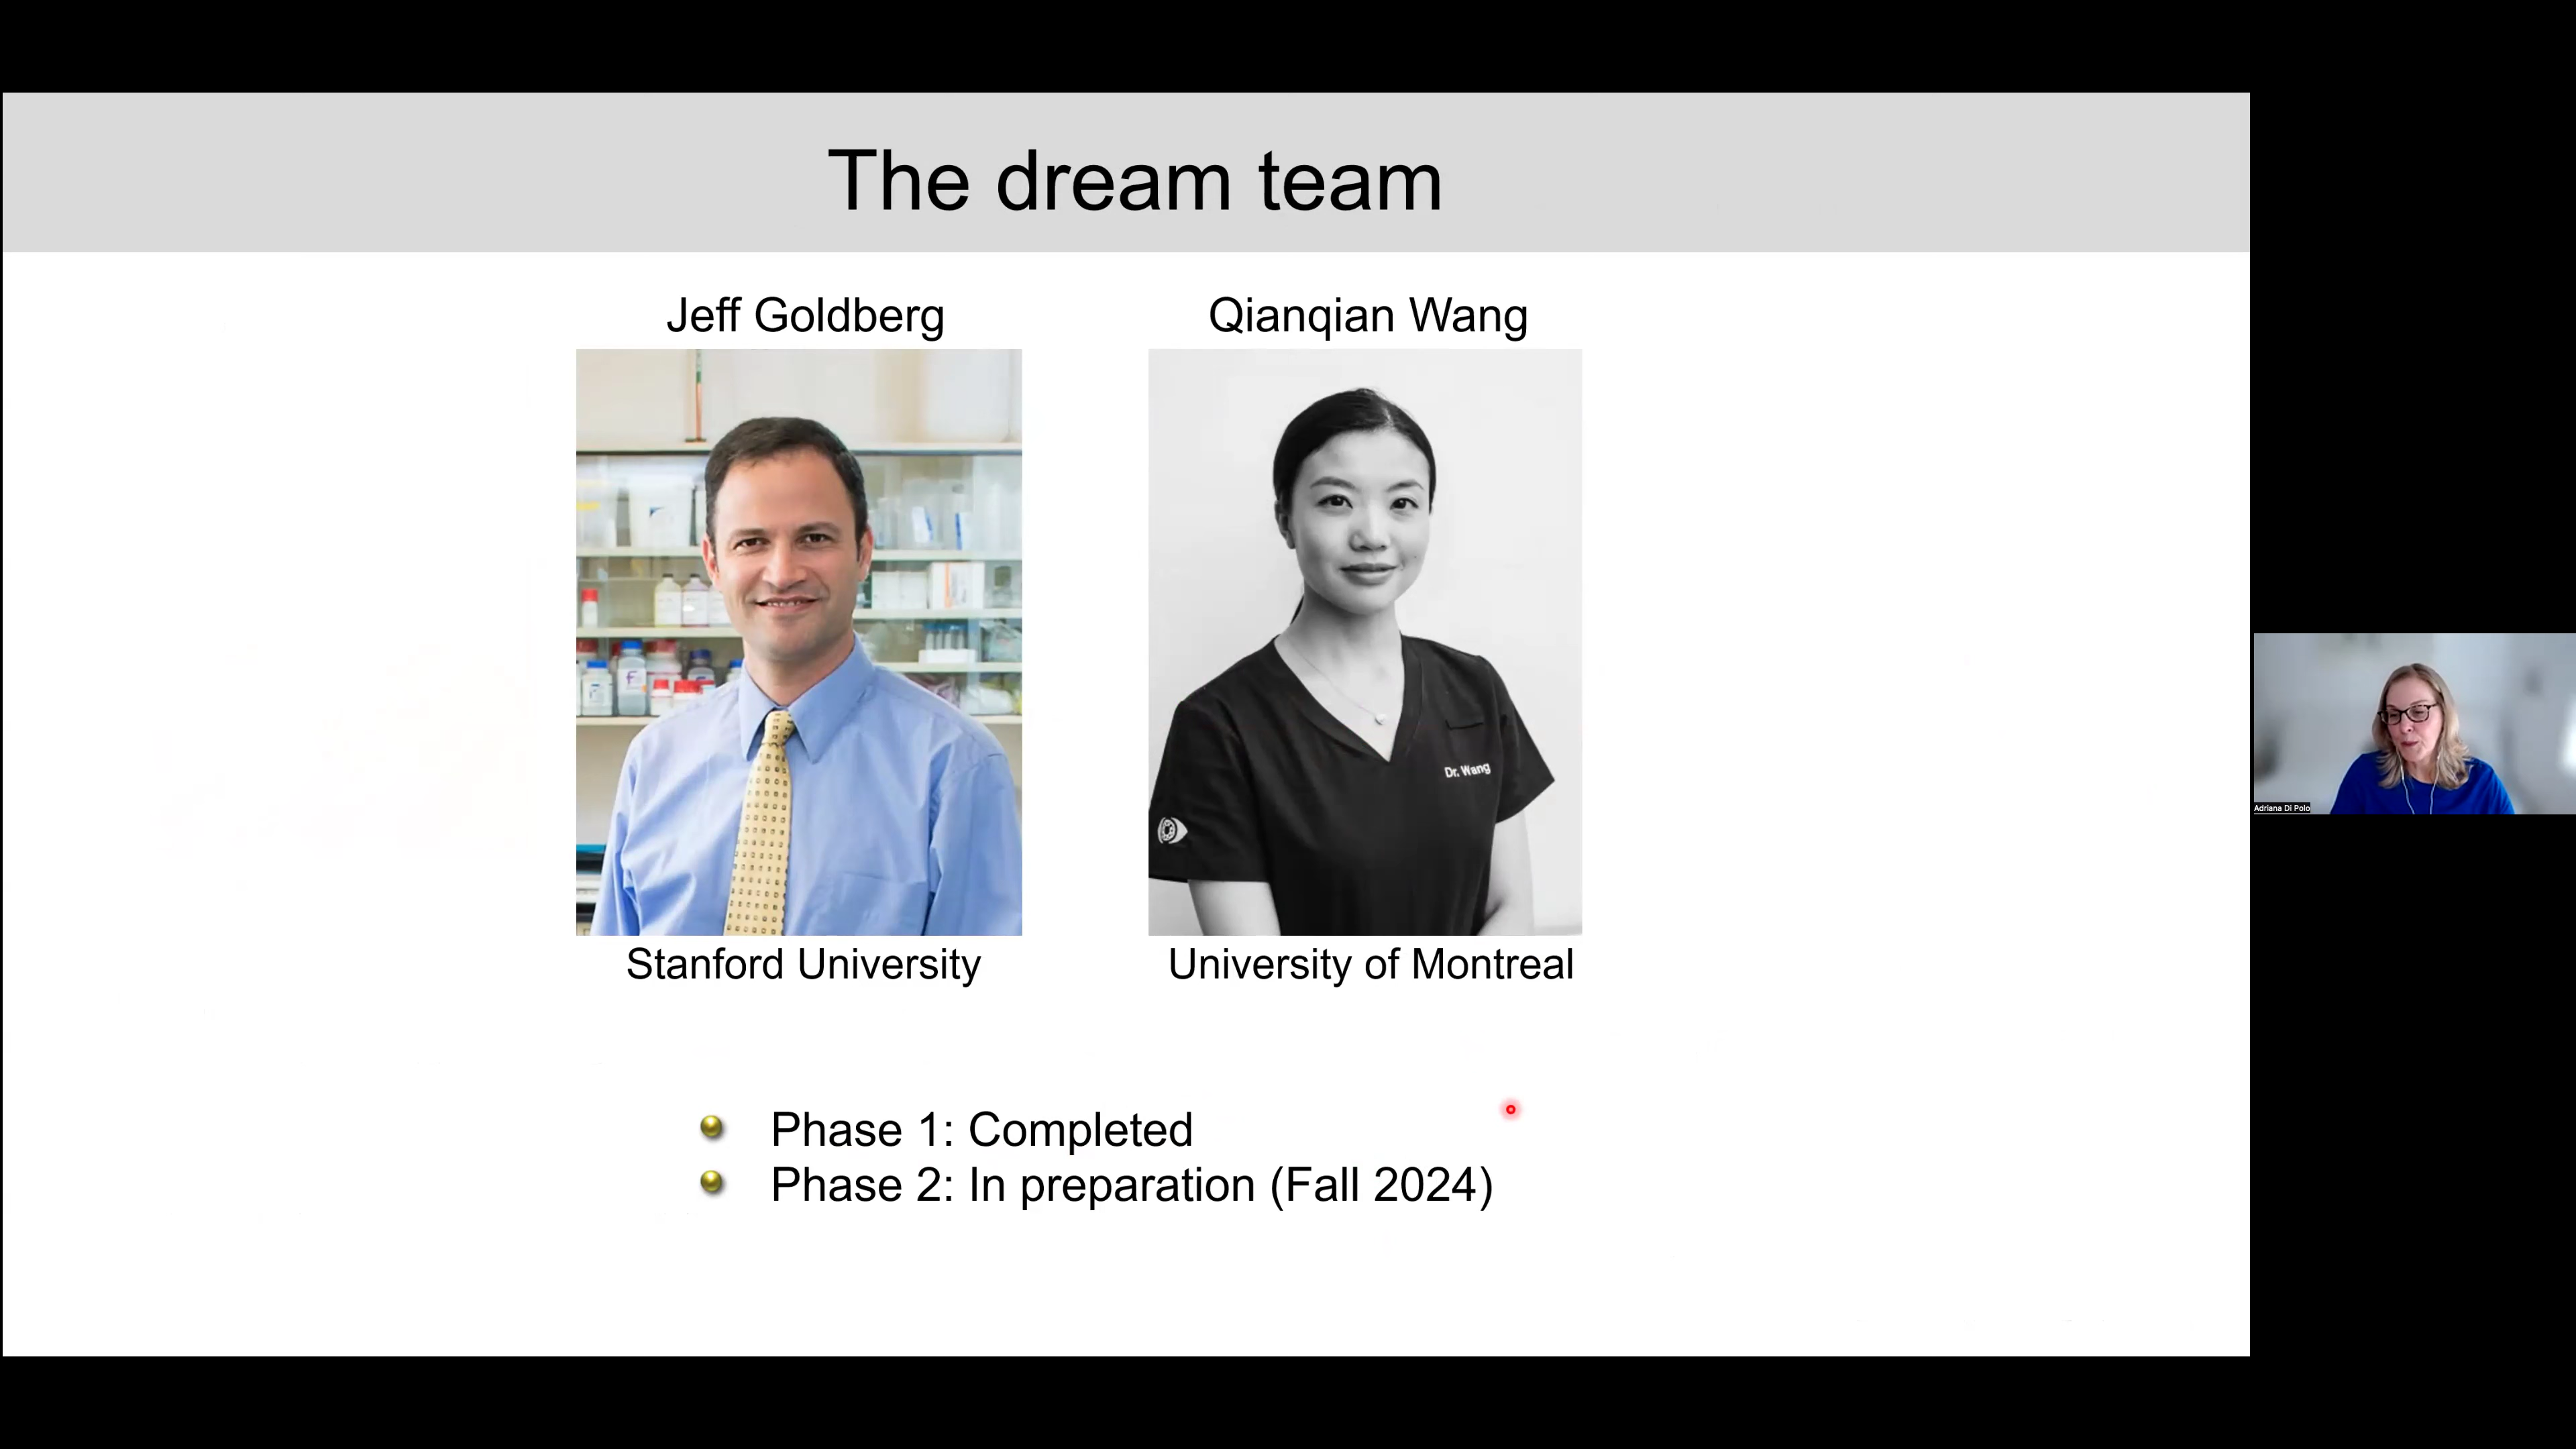 The dream team
Jeff Goldberg
Qianqian Wang
Dr. Wang
Stanford University
University of Montreal
Phase 1: Completed
Phase 2: In preparation (Fall 2024)
Adriana Di Polo